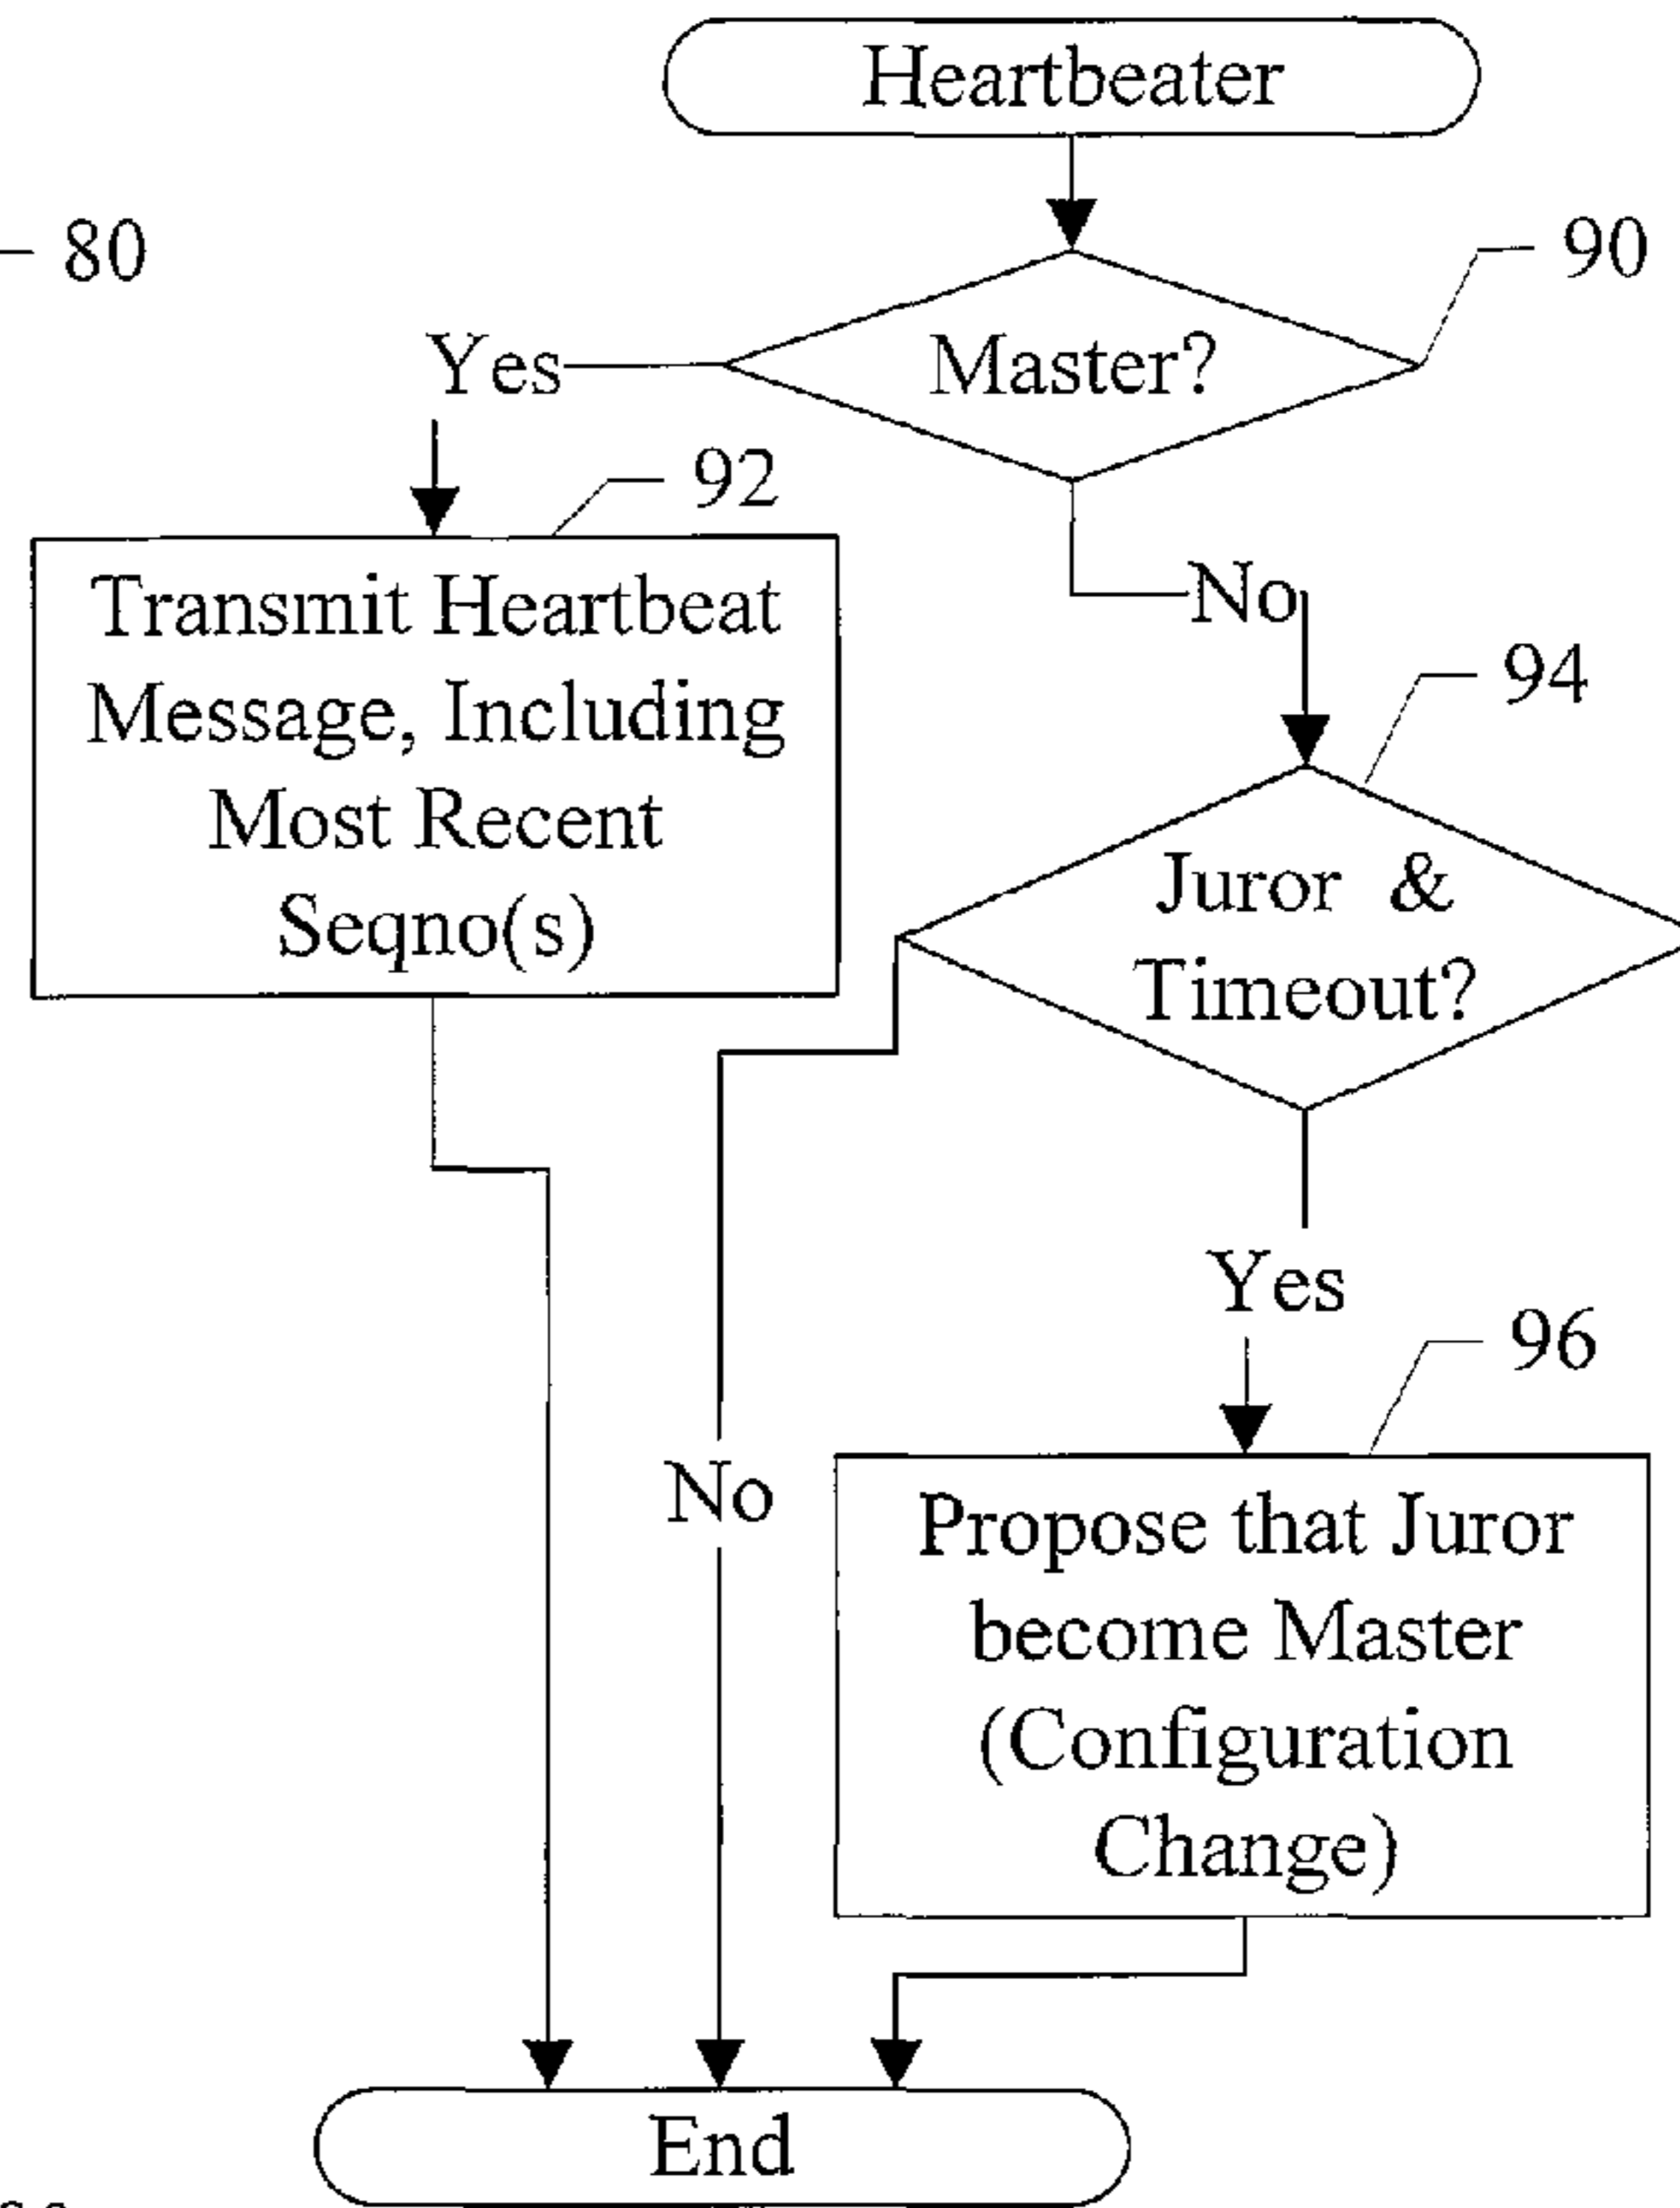 Heartbeater
80
90
Master?
Yes
92
No
Transmit Heartbeat
Message, Including
Most Recent
Seqno(s)
94
Juror &
Timeout?
Yes
96
No
Propose that Juror
become Master
(Configuration
Change)
End